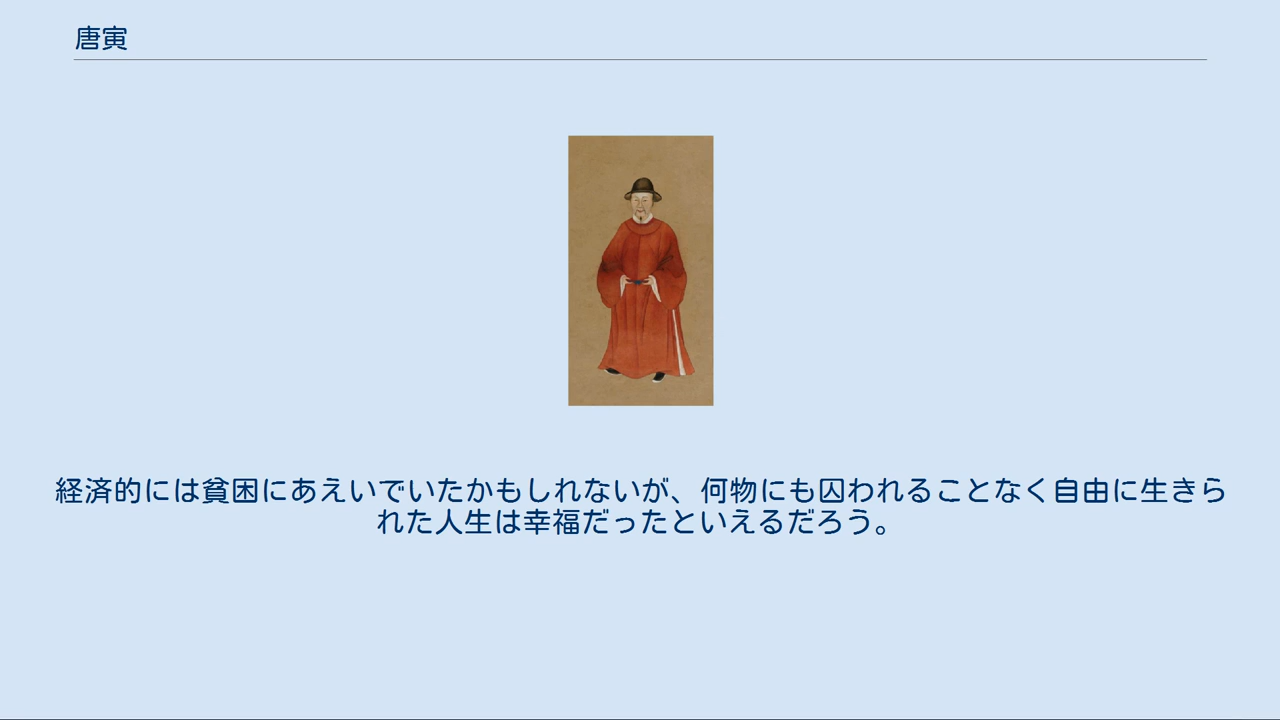 唐寅
経済的には貧困にあえいでいたかもしれないが、何物にも囚われることなく自由に生きら
れた人生は幸福だったといえるだろう。